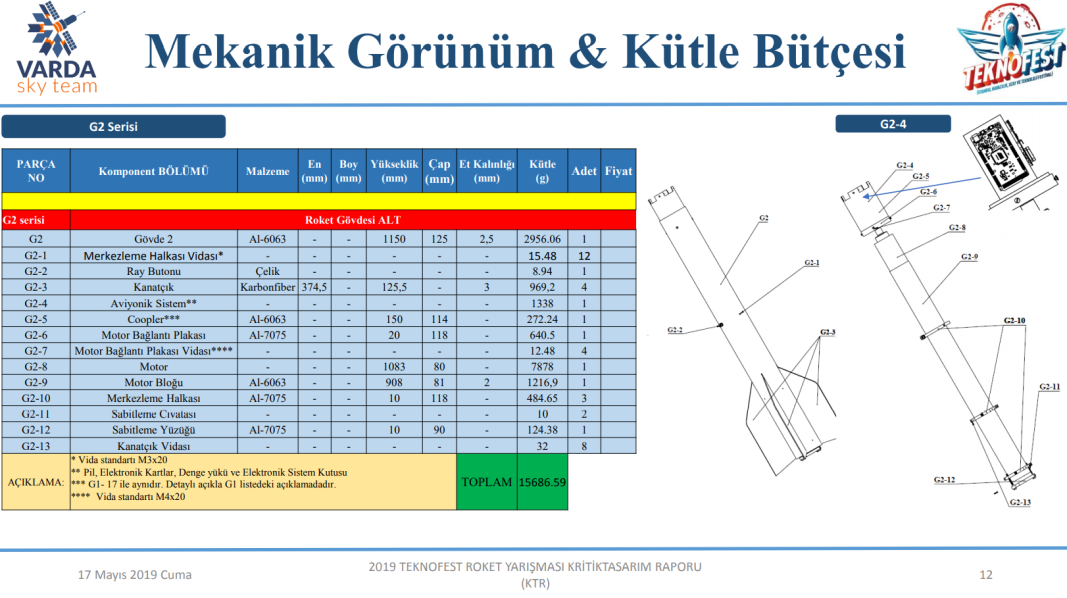 VARDA
sky team
Mekanik Görünüm & Kütle Bütçesi
TEKNOFEST
G2 Serisi
G2-4
PARÇA NO Komponent BÖLÜMÜ Malzeme En (mm) Boy (mm) Yükseklik (mm) Çap (mm) Et Kalınlığı (mm) Kütle (g) Adet Fiyat
G2 serisi Roket Gövdesi ALT
G2 Gövde 2 Al-6063 - - 1150 125 2,5 2956.06 1
G2-1 Merkezleme Halkası Vidası* - - - - - - 15.48 12
G2-2 Ray Butonu Çelik - - - - - 8.94 1
G2-3 Kanatçık Karbonfiber 374,5 - 125,5 - 3 969,2 4
G2-4 Aviyonik Sistem** - - - - - 1338 1
G2-5 Coopler*** Al-6063 - - 150 114 - 272.24 1
G2-6 Motor Bağlantı Plakası Al-7075 - - 20 118 - 640.5 1
G2-7 Motor Bağlantı Plakası Vidası**** - - - - - - 12.48 4
G2-8 Motor - - - 1083 80 - 7878 1
G2-9 Motor Bloğu Al-6063 - - 908 81 2 1216,9 1
G2-10 Merkezleme Halkası Al-7075 - - 10 118 - 484.65 3
G2-11 Sabitleme Cıvatası - - - - - 10 2
G2-12 Sabitleme Yüzüğü Al-7075 - - 10 90 - 124.38 1
G2-13 Kanatçık Vidası - - - - - - 32 8
AÇIKLAMA:
* Vida standartı M3x20
** Pil, Elektronik Kartlar, Denge yükü ve Elektronik Sistem Kutusu
*** G1- 17 ile aynıdır. Detaylı açıkla G1 listedeki açıklamadadır.
**** Vida standartı M4x20
TOPLAM 15686.59
G2
G2-1
G2-2
G2-3
G2-4
G2-5
G2-6
G2-7
G2-8
G2-9
G2-10
G2-11
G2-12
G2-13
17 Mayıs 2019 Cuma
2019 TEKNOFEST ROKET YARIŞMASI KRİTİKTASARIM RAPORU
(KTR)
12